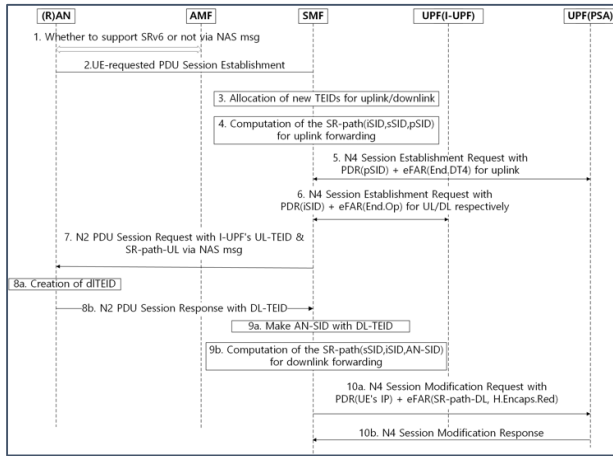 (R)AN
AMF
SMF
UPF(I-UPF)
UPF(PSA)
1. Whether to support SRv6 or not via NAS msg
2.UE-requested PDU Session Establishment
3. Allocation of new TEIDs for uplink/downlink
4. Computation of the SR-path(iSID,sSID,pSID)
for uplink forwarding
5. N4 Session Establishment Request with
PDR(pSID) + eFAR(End.DT4) for uplink
6. N4 Session Establishment Request with
PDR(iSID) + eFAR(End.Op) for UL/DL respectively
7. N2 PDU Session Request with I-UPF's UL-TEID &
SR-path-UL via NAS msg
8a. Creation of dlTEID
8b. N2 PDU Session Response with DL-TEID
9a. Make AN-SID with DL-TEID
9b. Computation of the SR-path(sSID,iSID,AN-SID)
for downlink forwarding
10a. N4 Session Modification Request with
PDR(UE's IP) + eFAR(SR-path-DL, H.Encaps.Red)
10b. N4 Session Modification Response